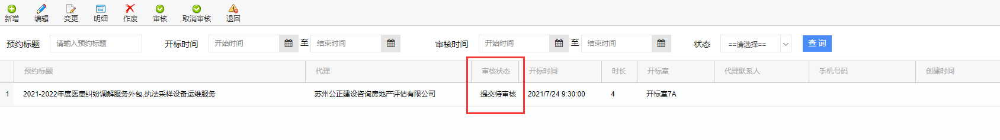 新增 编辑 变更 明细 作废 审核 取消审核 退回
预约标题 请输入预约标题 开标时间 开始时间 至 结束时间 审核时间 开始时间 至 结束时间 状态 ==请选择== 查 询
预约标题 代理 审核状态 开标时间 时长 开标室 代理联系人 手机号码 创建时间
1 2021-2022年度医患纠纷调解服务外包,执法采样设备运维服务 苏州公正建设咨询房地产评估有限公司 提交待审核 2021/7/24 9:30:00 4 开标室7A